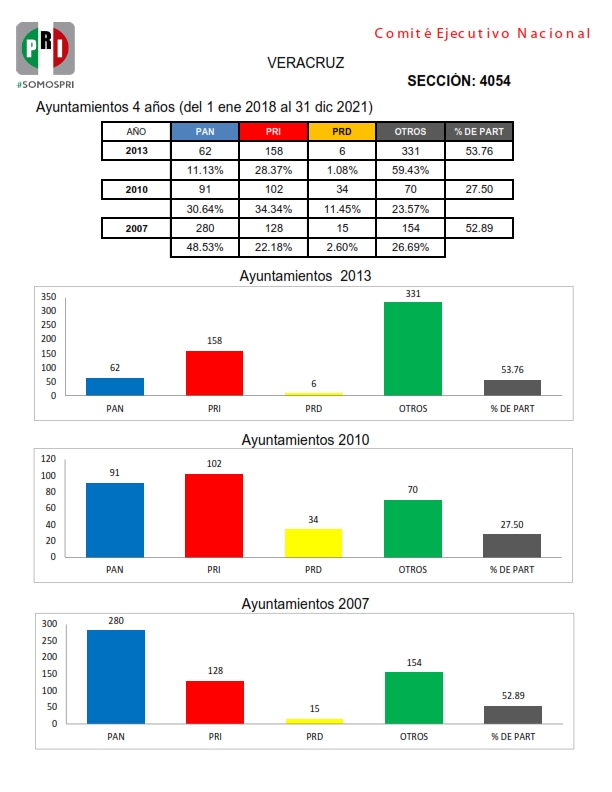 Comité Ejecutivo Nacional
PRI
#SOMOSPRI
VERACRUZ
SECCIÓN: 4054
Ayuntamientos 4 años (del 1 ene 2018 al 31 dic 2021)
AÑO PAN PRI PRD OTROS % DE PART
2013 62 158 6 331 53.76
11.13% 28.37% 1.08% 59.43%
2010 91 102 34 70 27.50
30.64% 34.34% 11.45% 23.57%
2007 280 128 15 154 52.89
48.53% 22.18% 2.60% 26.69%
Ayuntamientos 2013
350
300
250
200
150
100
50
0
62 158 6 331 53.76
PAN PRI PRD OTROS % DE PART
Ayuntamientos 2010
120
100
80
60
40
20
0
91 102 34 70 27.50
PAN PRI PRD OTROS % DE PART
Ayuntamientos 2007
300
250
200
150
100
50
0
280 128 15 154 52.89
PAN PRI PRD OTROS % DE PART